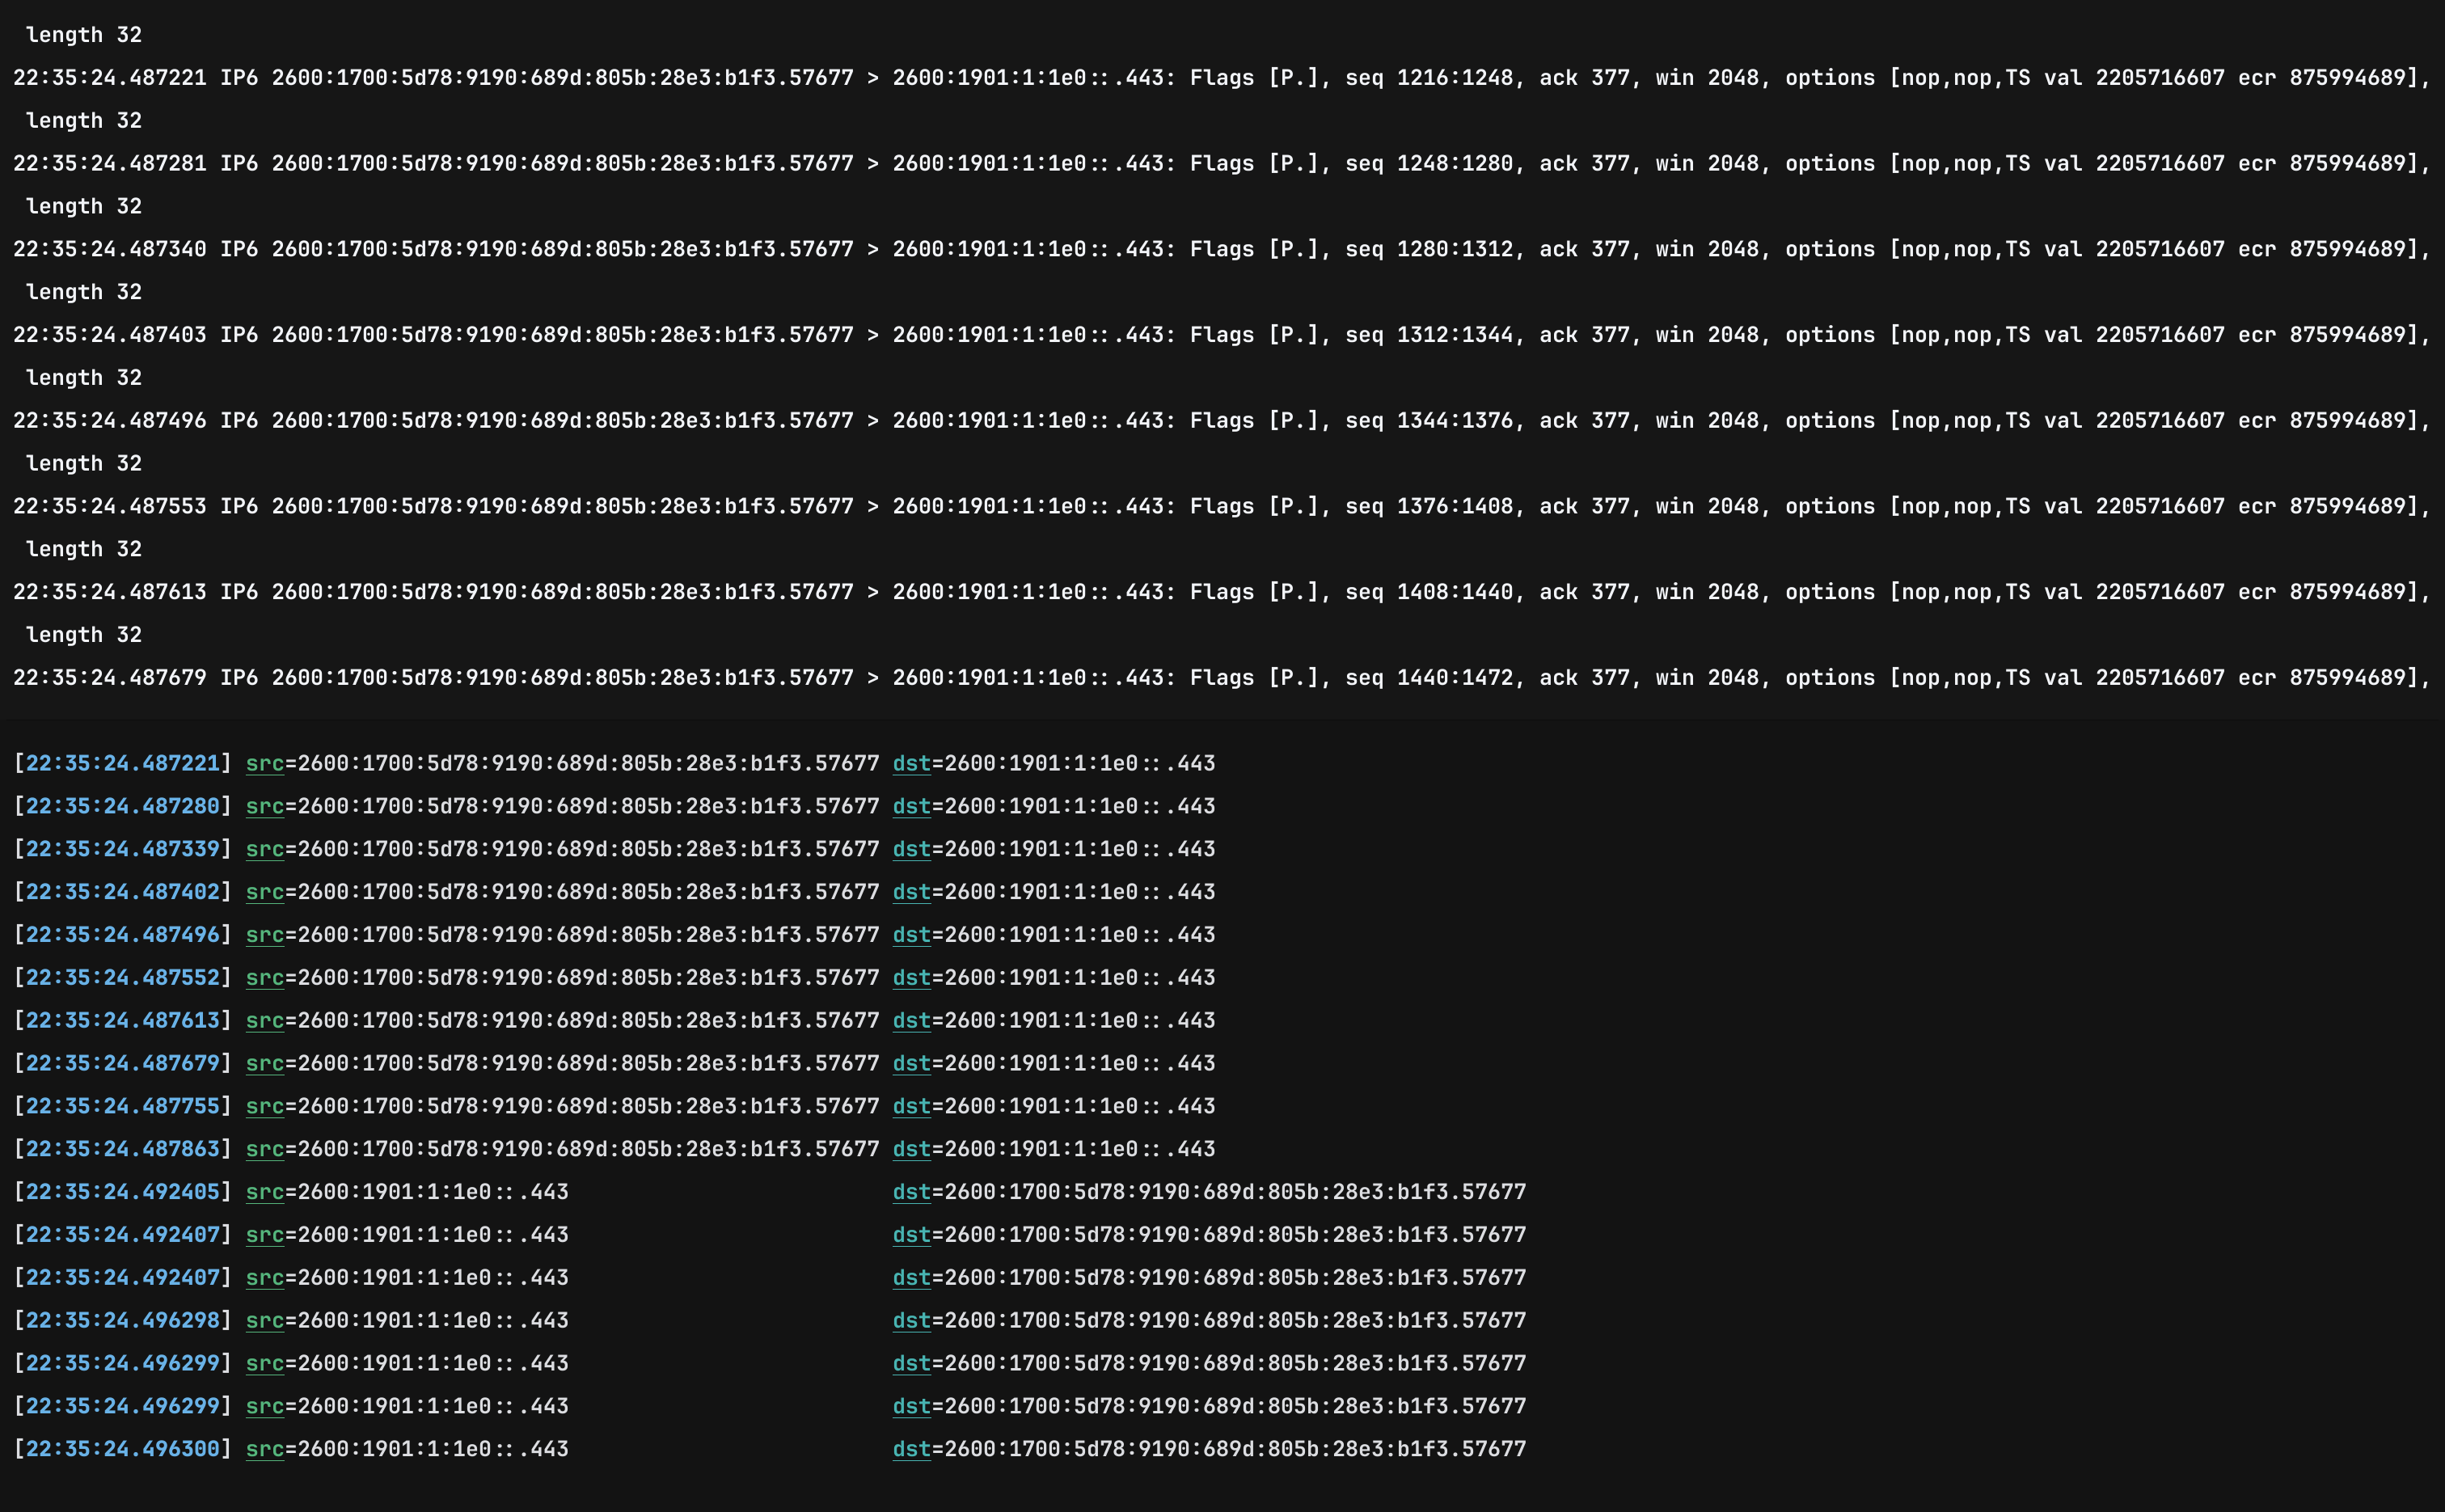 length 32
22:35:24.487221 IP6 2600:1700:5d78:9190:689d:805b:28e3:b1f3.57677 > 2600:1901:1:1e0::.443: Flags [P.], seq 1216:1248, ack 377, win 2048, options [nop,nop,TS val 2205716607 ecr 875994689],
length 32
22:35:24.487281 IP6 2600:1700:5d78:9190:689d:805b:28e3:b1f3.57677 > 2600:1901:1:1e0::.443: Flags [P.], seq 1248:1280, ack 377, win 2048, options [nop,nop,TS val 2205716607 ecr 875994689],
length 32
22:35:24.487340 IP6 2600:1700:5d78:9190:689d:805b:28e3:b1f3.57677 > 2600:1901:1:1e0::.443: Flags [P.], seq 1280:1312, ack 377, win 2048, options [nop,nop,TS val 2205716607 ecr 875994689],
length 32
22:35:24.487403 IP6 2600:1700:5d78:9190:689d:805b:28e3:b1f3.57677 > 2600:1901:1:1e0::.443: Flags [P.], seq 1312:1344, ack 377, win 2048, options [nop,nop,TS val 2205716607 ecr 875994689],
length 32
22:35:24.487496 IP6 2600:1700:5d78:9190:689d:805b:28e3:b1f3.57677 > 2600:1901:1:1e0::.443: Flags [P.], seq 1344:1376, ack 377, win 2048, options [nop,nop,TS val 2205716607 ecr 875994689],
length 32
22:35:24.487553 IP6 2600:1700:5d78:9190:689d:805b:28e3:b1f3.57677 > 2600:1901:1:1e0::.443: Flags [P.], seq 1376:1408, ack 377, win 2048, options [nop,nop,TS val 2205716607 ecr 875994689],
length 32
22:35:24.487613 IP6 2600:1700:5d78:9190:689d:805b:28e3:b1f3.57677 > 2600:1901:1:1e0::.443: Flags [P.], seq 1408:1440, ack 377, win 2048, options [nop,nop,TS val 2205716607 ecr 875994689],
length 32
22:35:24.487679 IP6 2600:1700:5d78:9190:689d:805b:28e3:b1f3.57677 > 2600:1901:1:1e0::.443: Flags [P.], seq 1440:1472, ack 377, win 2048, options [nop,nop,TS val 2205716607 ecr 875994689],
[22:35:24.487221] src=2600:1700:5d78:9190:689d:805b:28e3:b1f3.57677 dst=2600:1901:1:1e0::.443
[22:35:24.487280] src=2600:1700:5d78:9190:689d:805b:28e3:b1f3.57677 dst=2600:1901:1:1e0::.443
[22:35:24.487339] src=2600:1700:5d78:9190:689d:805b:28e3:b1f3.57677 dst=2600:1901:1:1e0::.443
[22:35:24.487402] src=2600:1700:5d78:9190:689d:805b:28e3:b1f3.57677 dst=2600:1901:1:1e0::.443
[22:35:24.487496] src=2600:1700:5d78:9190:689d:805b:28e3:b1f3.57677 dst=2600:1901:1:1e0::.443
[22:35:24.487552] src=2600:1700:5d78:9190:689d:805b:28e3:b1f3.57677 dst=2600:1901:1:1e0::.443
[22:35:24.487613] src=2600:1700:5d78:9190:689d:805b:28e3:b1f3.57677 dst=2600:1901:1:1e0::.443
[22:35:24.487679] src=2600:1700:5d78:9190:689d:805b:28e3:b1f3.57677 dst=2600:1901:1:1e0::.443
[22:35:24.487755] src=2600:1700:5d78:9190:689d:805b:28e3:b1f3.57677 dst=2600:1901:1:1e0::.443
[22:35:24.487863] src=2600:1700:5d78:9190:689d:805b:28e3:b1f3.57677 dst=2600:1901:1:1e0::.443
[22:35:24.492405] src=2600:1901:1:1e0::.443 dst=2600:1700:5d78:9190:689d:805b:28e3:b1f3.57677
[22:35:24.492407] src=2600:1901:1:1e0::.443 dst=2600:1700:5d78:9190:689d:805b:28e3:b1f3.57677
[22:35:24.492407] src=2600:1901:1:1e0::.443 dst=2600:1700:5d78:9190:689d:805b:28e3:b1f3.57677
[22:35:24.496298] src=2600:1901:1:1e0::.443 dst=2600:1700:5d78:9190:689d:805b:28e3:b1f3.57677
[22:35:24.496299] src=2600:1901:1:1e0::.443 dst=2600:1700:5d78:9190:689d:805b:28e3:b1f3.57677
[22:35:24.496299] src=2600:1901:1:1e0::.443 dst=2600:1700:5d78:9190:689d:805b:28e3:b1f3.57677
[22:35:24.496300] src=2600:1901:1:1e0::.443 dst=2600:1700:5d78:9190:689d:805b:28e3:b1f3.57677